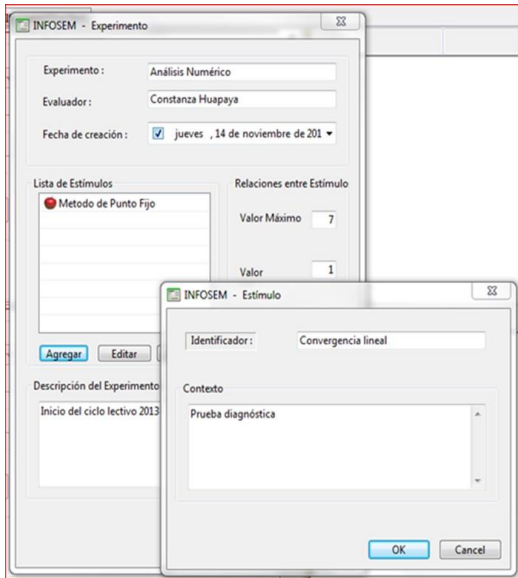 INFOSEM - Experimento
Experimento :
Análisis Numérico
Evaluador :
Constanza Huapaya
Fecha de creación :
jueves , 14 de noviembre de 201
Lista de Estímulos
Metodo de Punto Fijo
Relaciones entre Estímulo
Valor Máximo
7
Valor
1
Agregar
Editar
Descripción del Experimento
Inicio del ciclo lectivo 2013
INFOSEM - Estímulo
Identificador :
Convergencia lineal
Contexto
Prueba diagnóstica
OK
Cancel